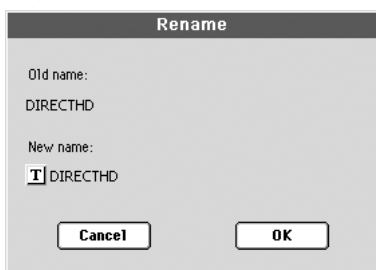 Rename
Old name:
DIRECTHD
New name:
T DIRECTHD
Cancel OK